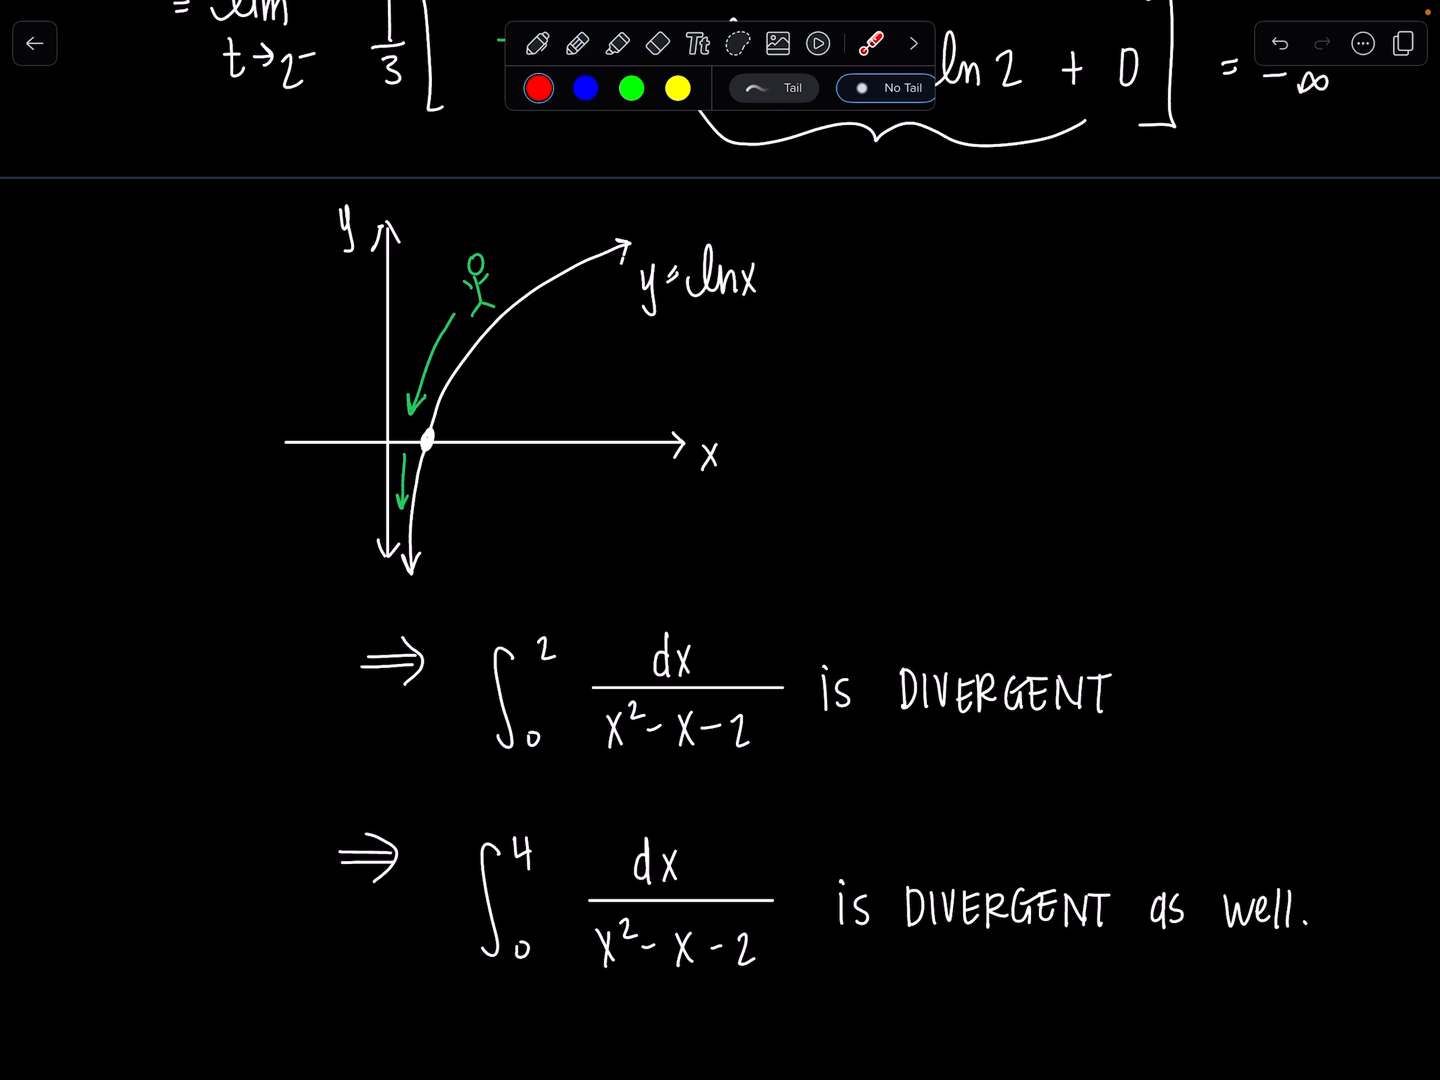 = lim
t→2⁻ 1/3 [ ln 2 + 0 ] = -∞
Tt
Tail No Tail
y
y = ln x
x
⇒ ∫₀² dx/(x² - x - 2) is DIVERGENT
⇒ ∫₀⁴ dx/(x² - x - 2) is DIVERGENT as well.